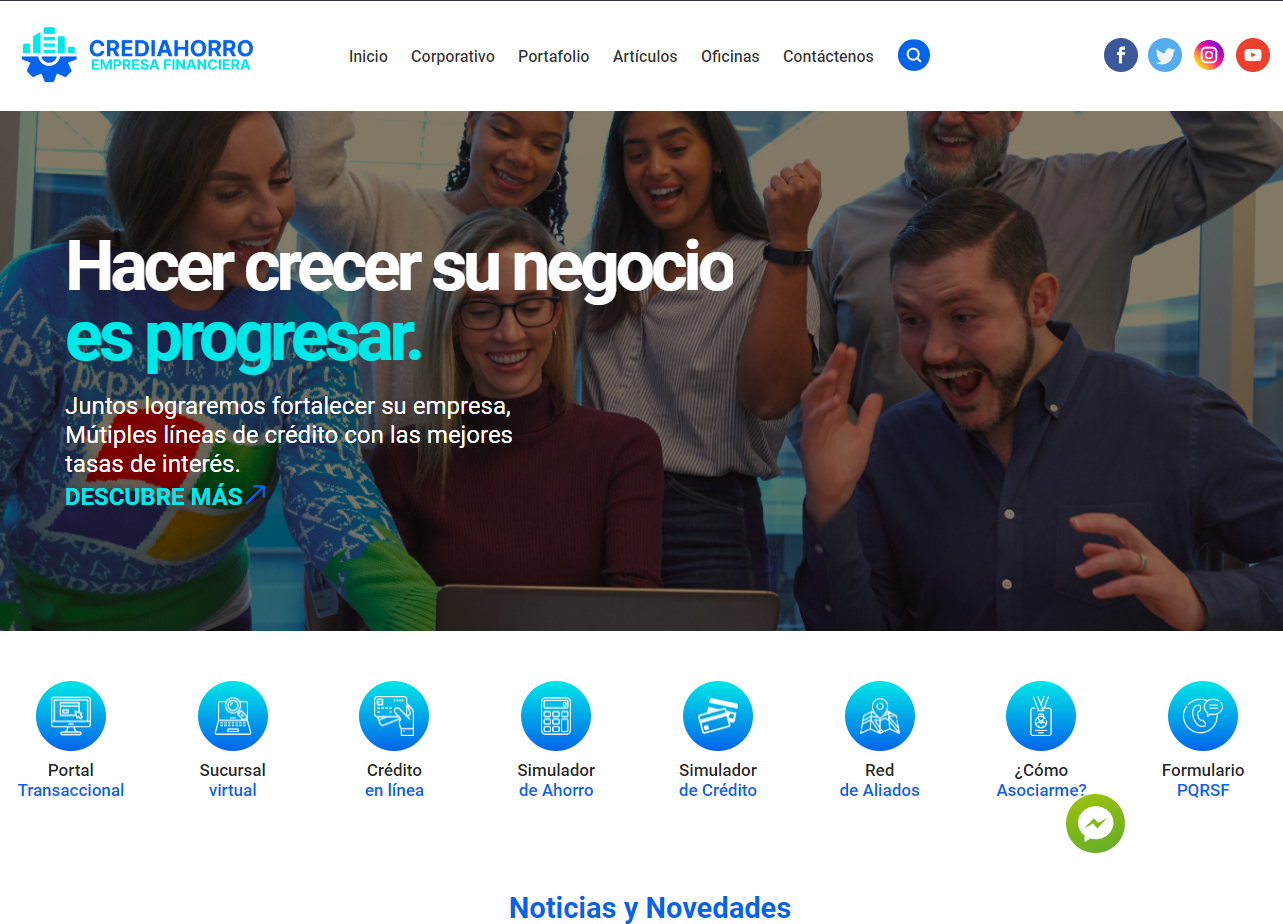 CREDIAHORRO
EMPRESA FINANCIERA
Inicio Corporativo Portafolio Artículos Oficinas Contáctenos
Hacer crecer su negocio
es progresar.
Juntos lograremos fortalecer su empresa,
Mútiples líneas de crédito con las mejores
tasas de interés.
DESCUBRE MÁS
Portal
Transaccional
Sucursal
virtual
Crédito
en línea
Simulador
de Ahorro
Simulador
de Crédito
Red
de Aliados
¿Cómo
Asociarme?
Formulario
PQRSF
Noticias y Novedades